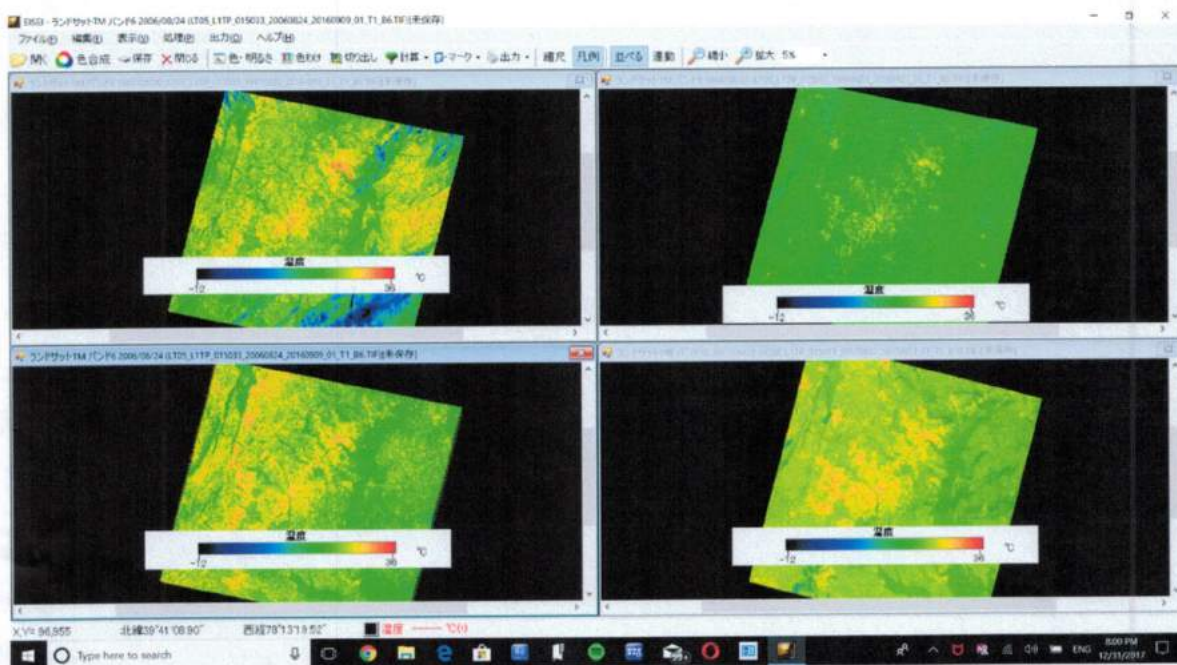 EISEI - ランドサットTM バンド6 2006/08/24 (LT05_L1TP_015033_20060824_20160909_01_T1_B6.TIF)[未保存]
ファイル(F) 編集(E) 表示(V) 処理(P) 出力(O) ヘルプ(H)
開く 色合成 保存 閉じる 色・明るさ 色わけ 切り出し 計算 マーク 出力 縮尺 凡例 並べる 連動 縮小 拡大 5%
温度
-12 36 ℃
温度
-12 36 ℃
ランドサットTM バンド6 2006/08/24 (LT05_L1TP_015033_20060824_20160909_01_T1_B6.TIF)[未保存]
温度
-12 36 ℃
温度
-12 36 ℃
X,Y= 96,955 北緯39°41'08.90" 西経78°13'19.52" 温度 ℃(r)
Type here to search 99+ ENG 8:00 PM
12/31/2017